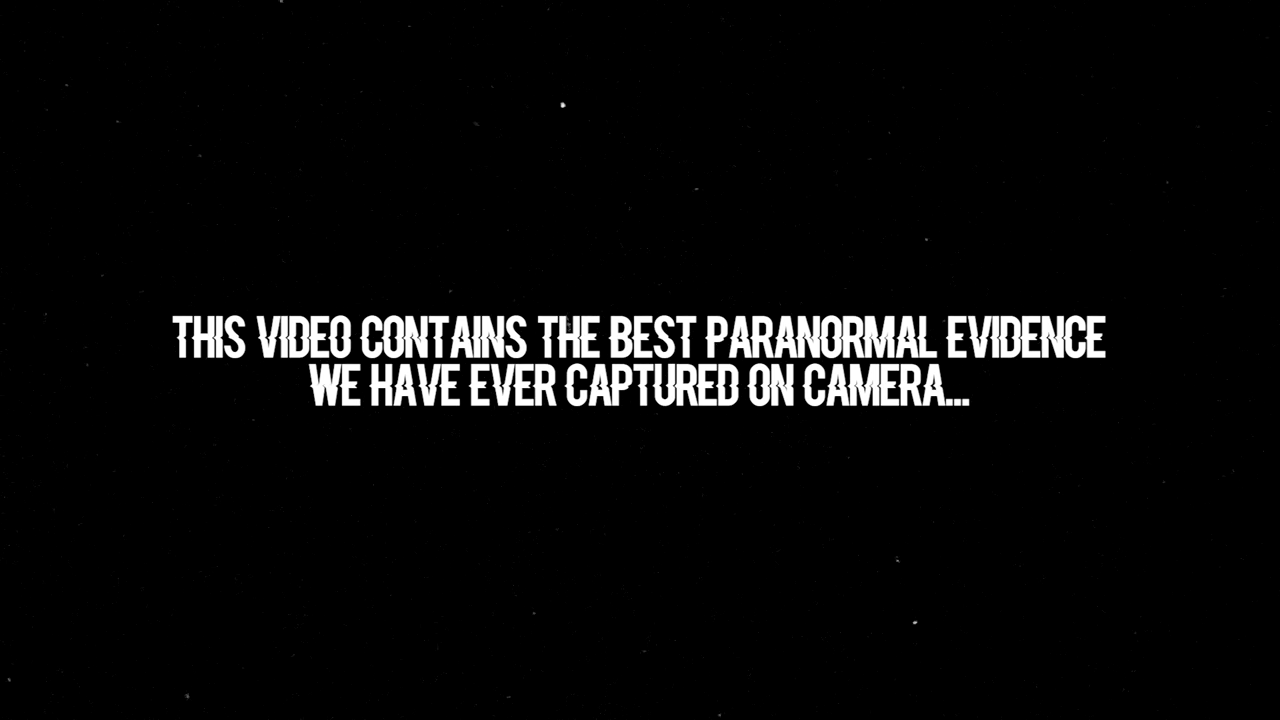 THIS VIDEO CONTAINS THE BEST PARANORMAL EVIDENCE
WE HAVE EVER CAPTURED ON CAMERA...